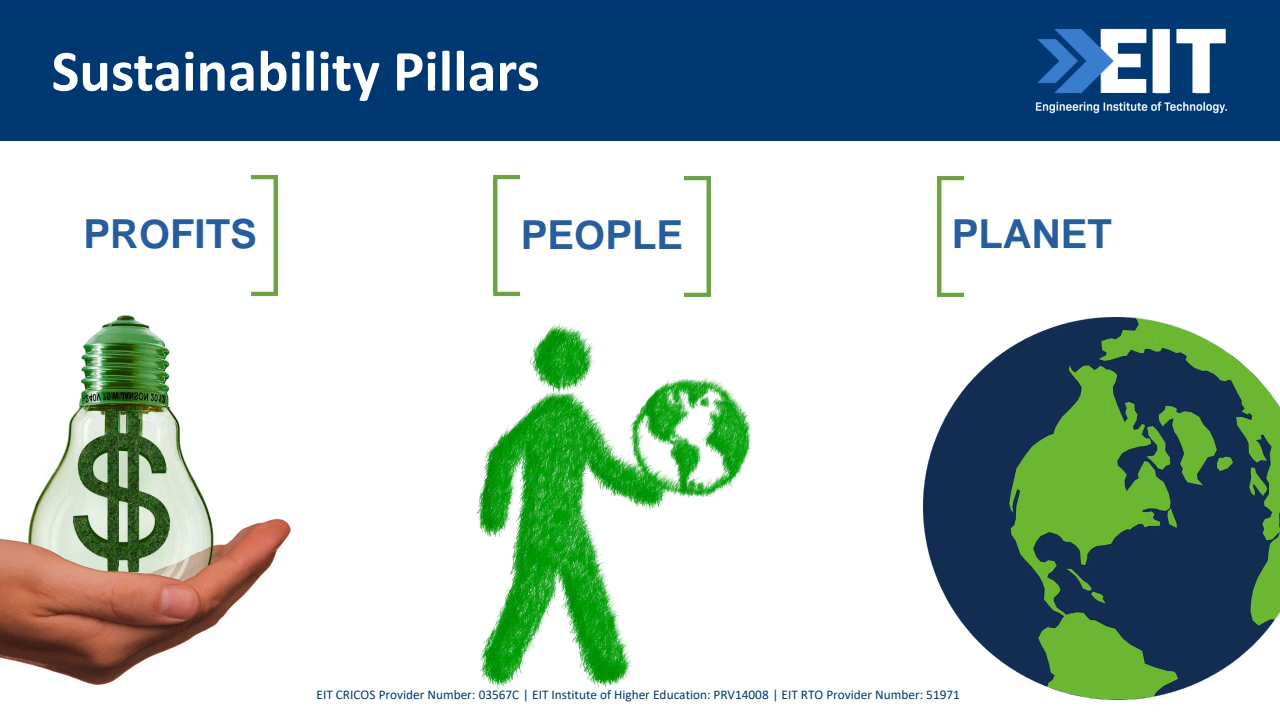 Sustainability Pillars
EIT
Engineering Institute of Technology.
PROFITS
PEOPLE
PLANET
EIT CRICOS Provider Number: 03567C | EIT Institute of Higher Education: PRV14008 | EIT RTO Provider Number: 51971